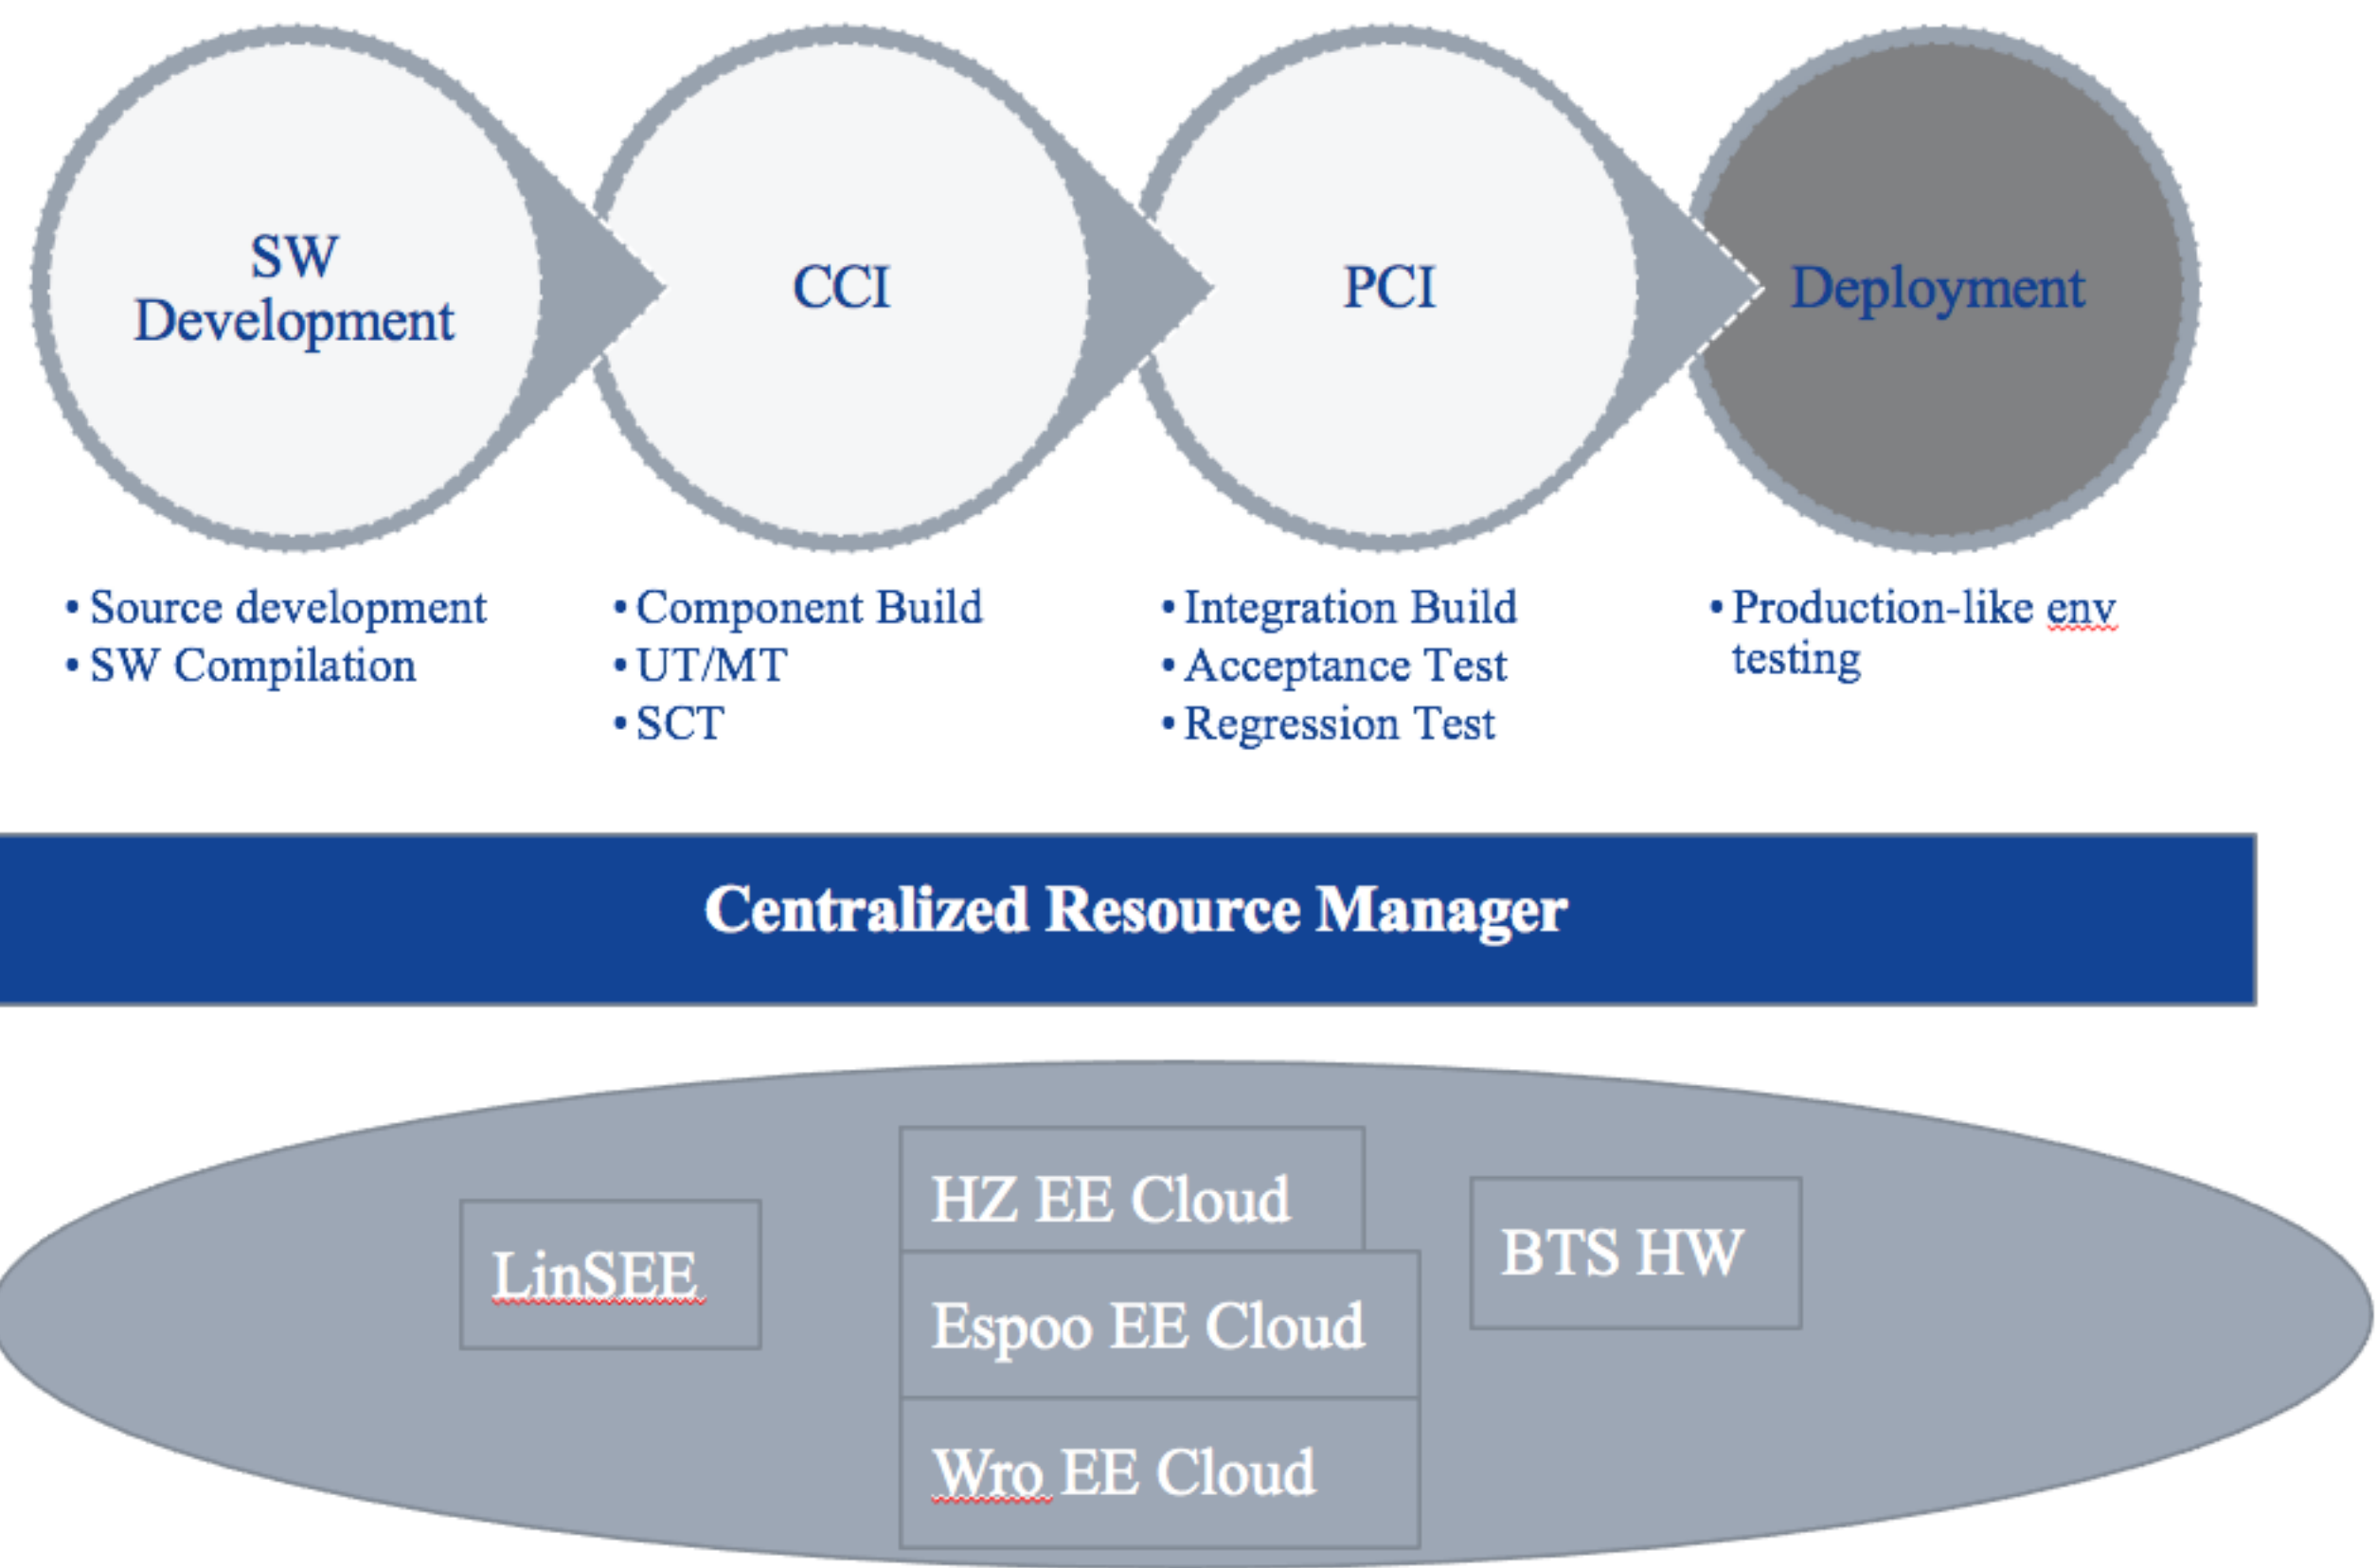 SW
Development
CCI
PCI
Deployment
• Source development
• SW Compilation
• Component Build
• UT/MT
• SCT
• Integration Build
• Acceptance Test
• Regression Test
• Production-like env
testing
Centralized Resource Manager
LinSEE
HZ EE Cloud
Espoo EE Cloud
Wro EE Cloud
BTS HW